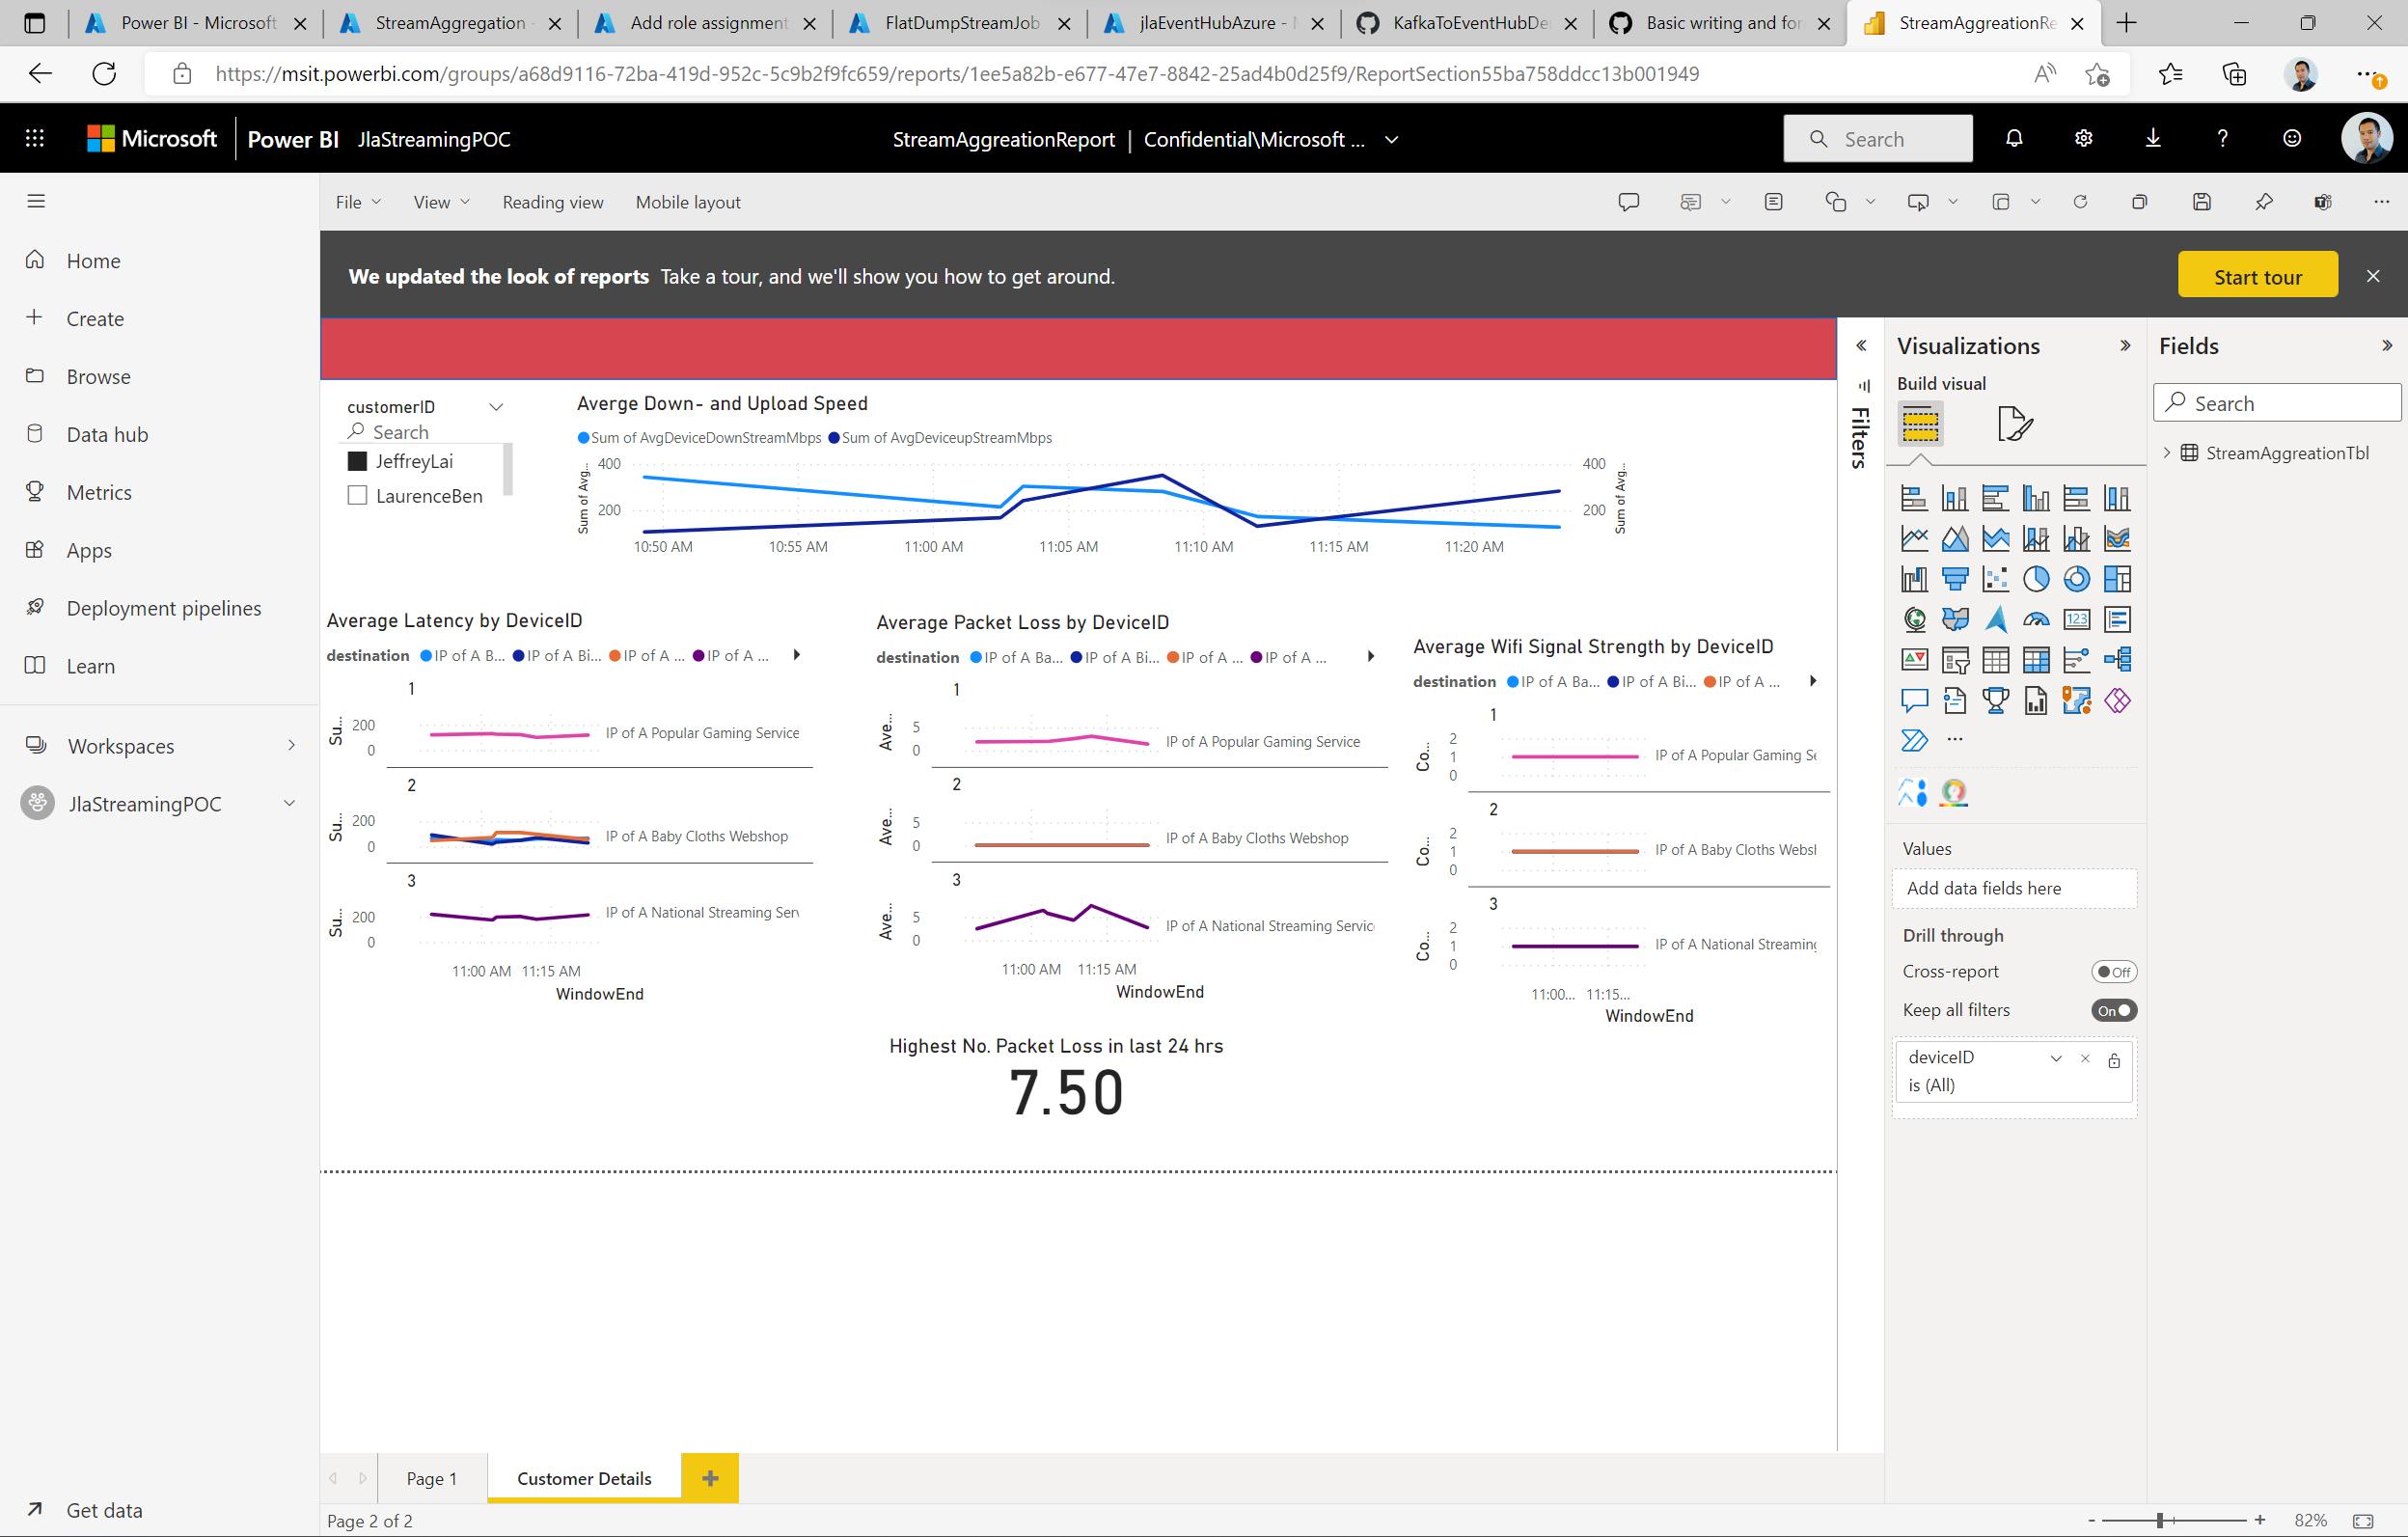 Power BI - Microsoft
StreamAggregation -
Add role assignment
FlatDumpStreamJob
jlaEventHubAzure -
KafkaToEventHubDe
Basic writing and for
StreamAggreationRe
https://msit.powerbi.com/groups/a68d9116-72ba-419d-952c-5c9b2f9fc659/reports/1ee5a82b-e677-47e7-8842-25ad4b0d25f9/ReportSection55ba758ddcc13b001949
Microsoft
Power BI JlaStreamingPOC
StreamAggreationReport | Confidential\Microsoft ...
Search
File
View
Reading view
Mobile layout
We updated the look of reports Take a tour, and we'll show you how to get around.
Start tour
Home
Create
Browse
Data hub
Metrics
Apps
Deployment pipelines
Learn
Workspaces
JlaStreamingPOC
Get data
customerID
Search
JeffreyLai
LaurenceBen
Averge Down- and Upload Speed
Sum of AvgDeviceDownStreamMbps Sum of AvgDeviceupStreamMbps
Sum of Avg...
400
200
400
200
Sum of Avg...
10:50 AM 10:55 AM 11:00 AM 11:05 AM 11:10 AM 11:15 AM 11:20 AM
Average Latency by DeviceID
destination IP of A B... IP of A Bi... IP of A ... IP of A ...
1
Su...
200
0
IP of A Popular Gaming Service
2
Su...
200
0
IP of A Baby Cloths Webshop
3
Su...
200
0
IP of A National Streaming Serv
11:00 AM 11:15 AM
WindowEnd
Average Packet Loss by DeviceID
destination IP of A Ba... IP of A Bi... IP of A ... IP of A ...
1
Ave...
5
0
IP of A Popular Gaming Service
2
Ave...
5
0
IP of A Baby Cloths Webshop
3
Ave...
5
0
IP of A National Streaming Servic
11:00 AM 11:15 AM
WindowEnd
Average Wifi Signal Strength by DeviceID
destination IP of A Ba... IP of A Bi... IP of A ...
1
Co...
2
1
0
IP of A Popular Gaming Se
2
Co...
2
1
0
IP of A Baby Cloths Websl
3
Co...
2
1
0
IP of A National Streaming
11:00... 11:15...
WindowEnd
Highest No. Packet Loss in last 24 hrs
7.50
Filters
Visualizations
Build visual
123
Values
Add data fields here
Drill through
Cross-report
Off
Keep all filters
On
deviceID
is (All)
Fields
Search
StreamAggreationTbl
Page 1
Customer Details
Page 2 of 2
82%